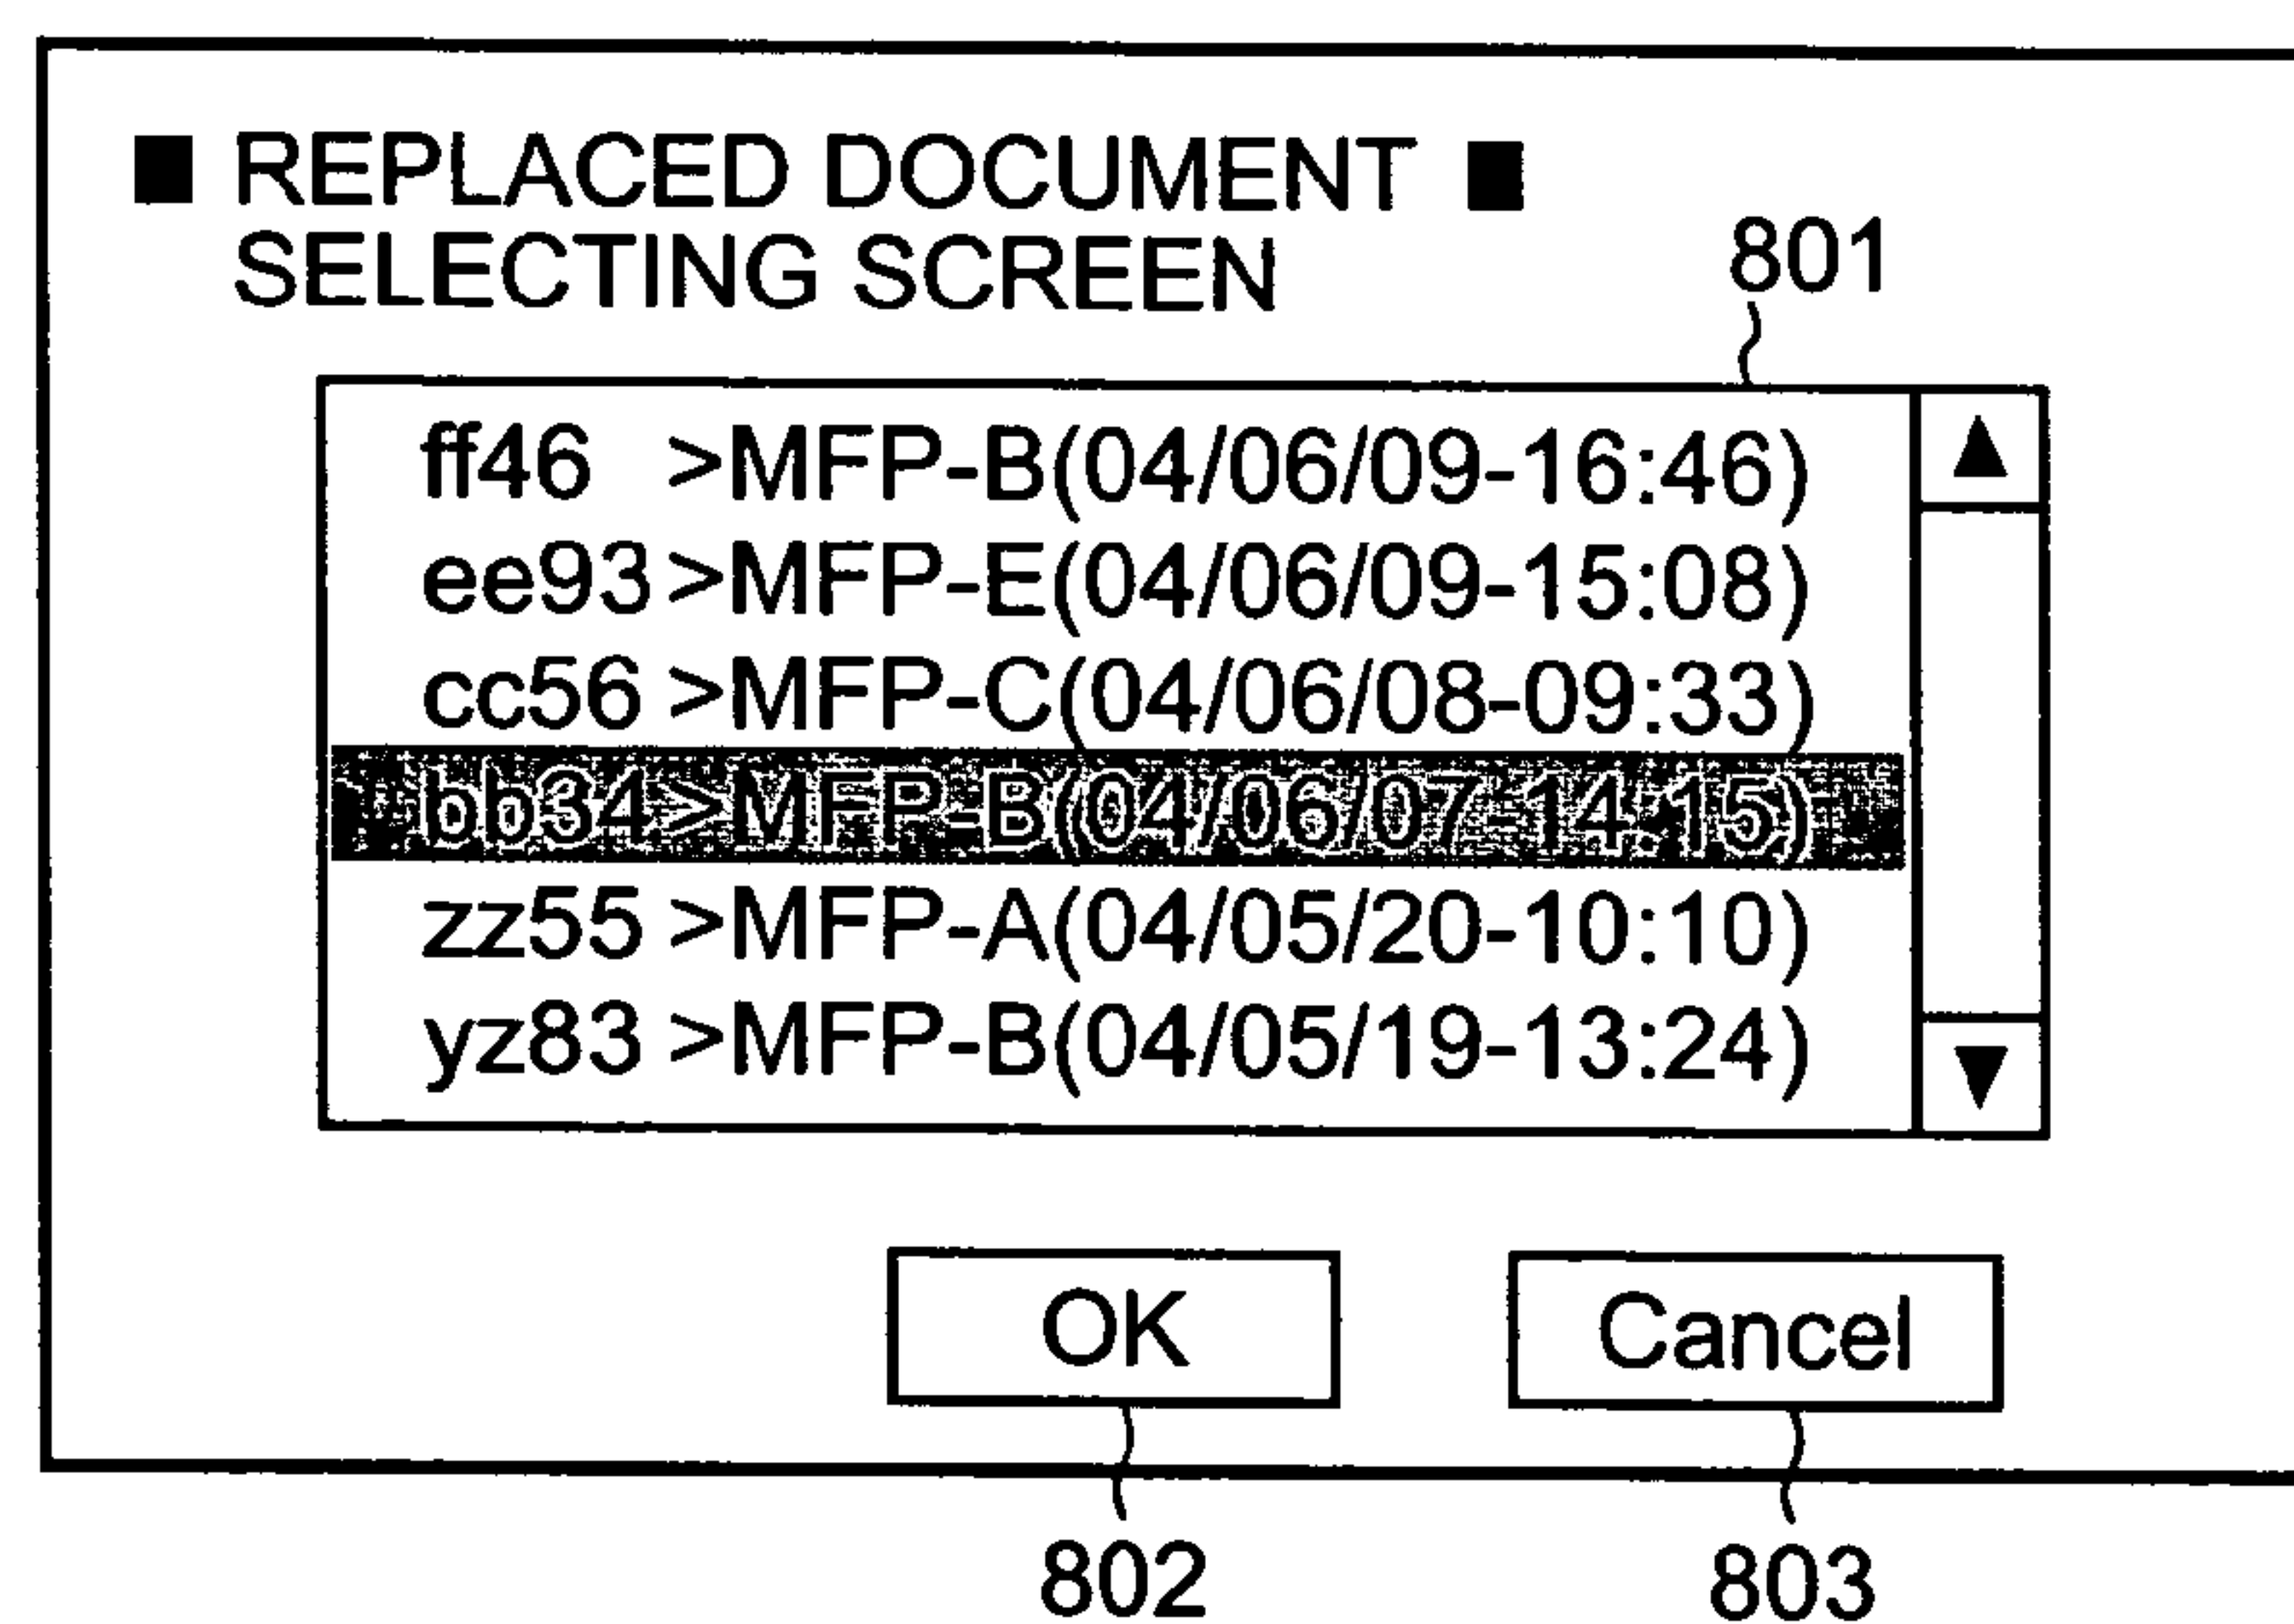 ■ REPLACED DOCUMENT ■
SELECTING SCREEN
801
ff46 >MFP-B(04/06/09-16:46)
ee93 >MFP-E(04/06/09-15:08)
cc56 >MFP-C(04/06/08-09:33)
bb34>MFP-B(04/06/07-14:15)
zz55 >MFP-A(04/05/20-10:10)
yz83 >MFP-B(04/05/19-13:24)
OK Cancel
802 803